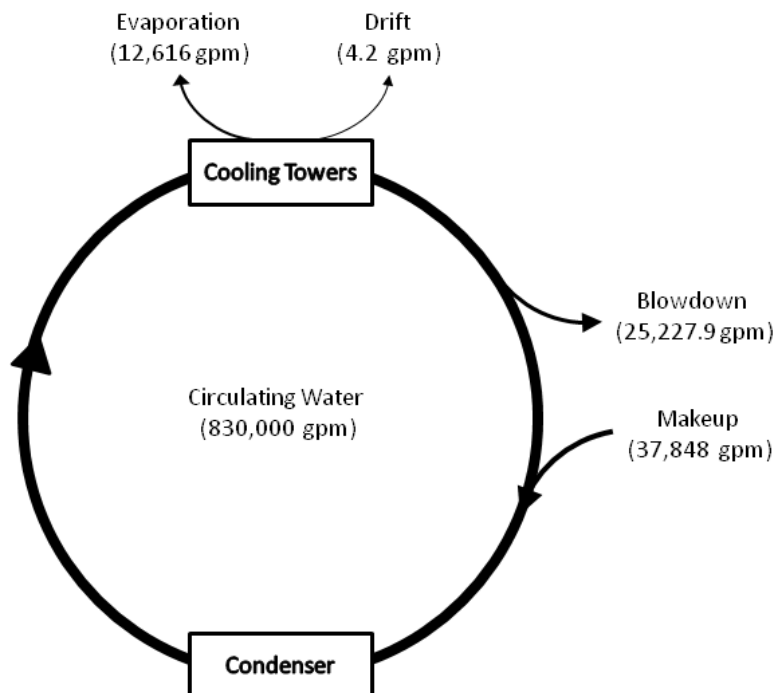 Evaporation
(12,616 gpm)
Drift
(4.2 gpm)
Cooling Towers
Blowdown
(25,227.9 gpm)
Circulating Water
(830,000 gpm)
Makeup
(37,848 gpm)
Condenser